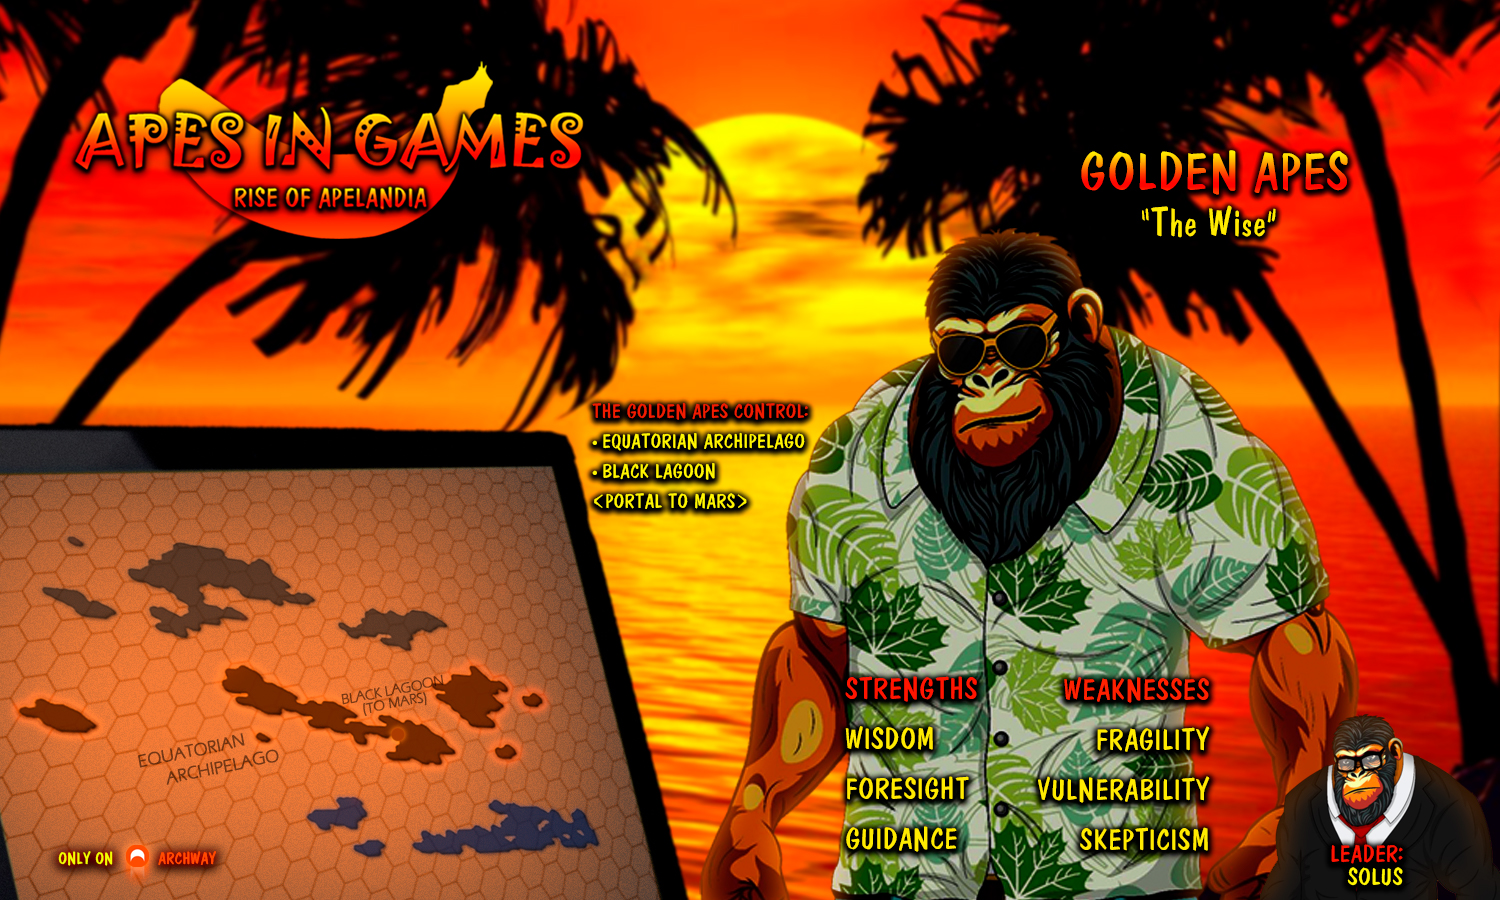 APES IN GAMES
RISE OF APELANDIA
GOLDEN APES
"The Wise"
THE GOLDEN APES CONTROL:
• EQUATORIAN ARCHIPELAGO
• BLACK LAGOON
<PORTAL TO MARS>
BLACK LAGOON
(TO MARS)
EQUATORIAN
ARCHIPELAGO
ONLY ON ARCHWAY
STRENGTHS
WISDOM
FORESIGHT
GUIDANCE
WEAKNESSES
FRAGILITY
VULNERABILITY
SKEPTICISM
LEADER:
SOLUS